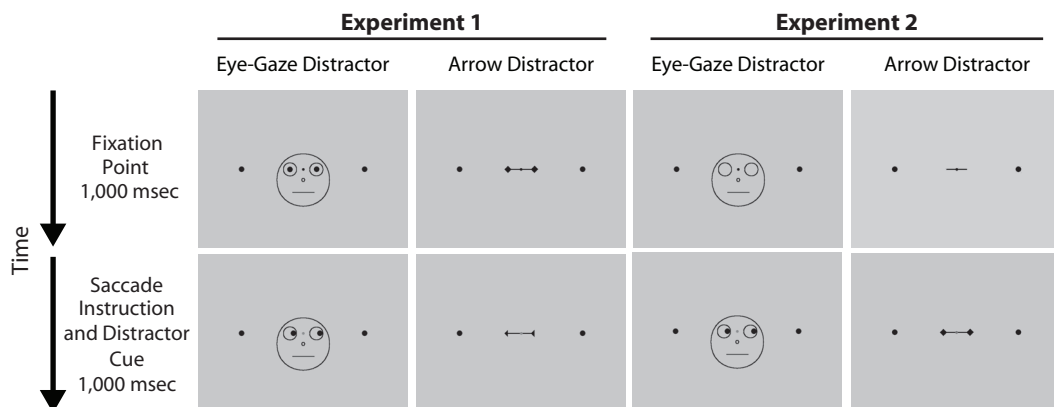 Experiment 1
Experiment 2
Eye-Gaze Distractor
Arrow Distractor
Eye-Gaze Distractor
Arrow Distractor
Time
Fixation
Point
1,000 msec
Saccade
Instruction
and Distractor
Cue
1,000 msec